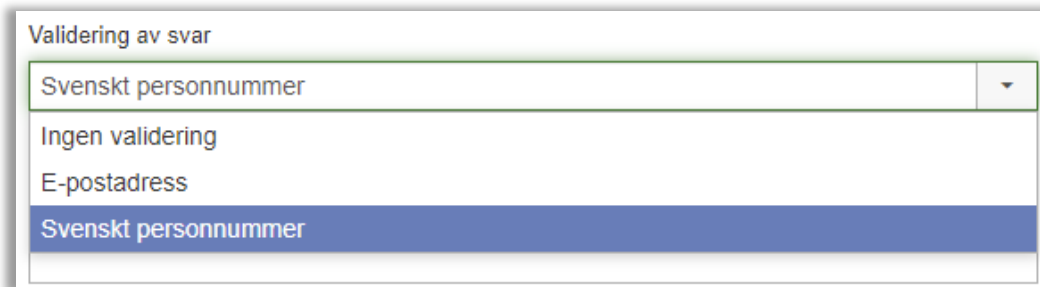 Validering av svar
Svenskt personnummer
Ingen validering
E-postadress
Svenskt personnummer